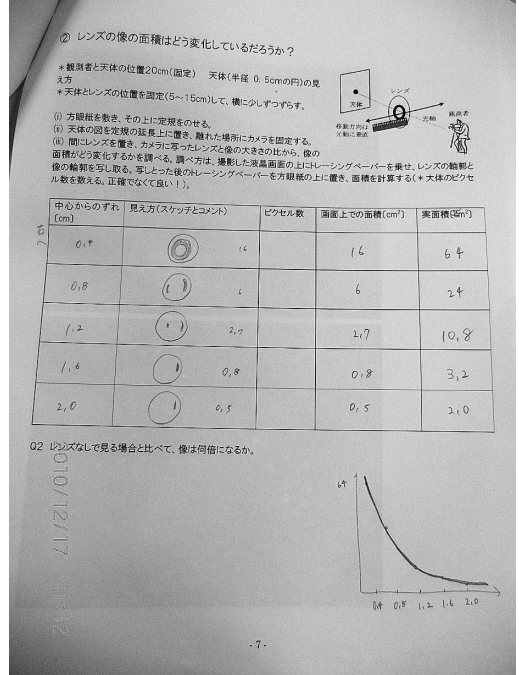 ② レンズの像の面積はどう変化しているだろうか？
＊観測者と天体の位置20cm(固定)　天体(半径 0.5cmの円)の見え方
＊天体とレンズの位置を固定(5〜15cm)して、横に少しずつずらす。
天体
レンズ
光軸
観測者
移動方向は
光軸に垂直
(i) 方眼紙を敷き、その上に定規をのせる。
(ii) 天体の図を定規の延長上に置き、離れた場所にカメラを固定する。
(iii) 間にレンズを置き、カメラに写ったレンズと像の大きさの比から、像の
面積がどう変化するかを調べる。調べ方は、撮影した液晶画面の上にトレーシングペーパーを乗せ、レンズの輪郭と
像の輪郭を写し取る。写しとった後のトレーシングペーパーを方眼紙の上に置き、面積を計算する(＊大体のピクセ
ル数を数える。正確でなくて良い！)。
中心からのずれ [cm]	見え方(スケッチとコメント)	ピクセル数	画面上での面積[cm²]	実面積[cm²]
0.4	16	16	64
0.8	6	6	24
1.2	2.7	2.7	10.8
1.6	0.8	0.8	3.2
2.0	0.5	0.5	2.0
Q2 レンズなしで見る場合と比べて、像は何倍になるか。
64
0.4 0.8 1.2 1.6 2.0
2010/12/17
- 7 -